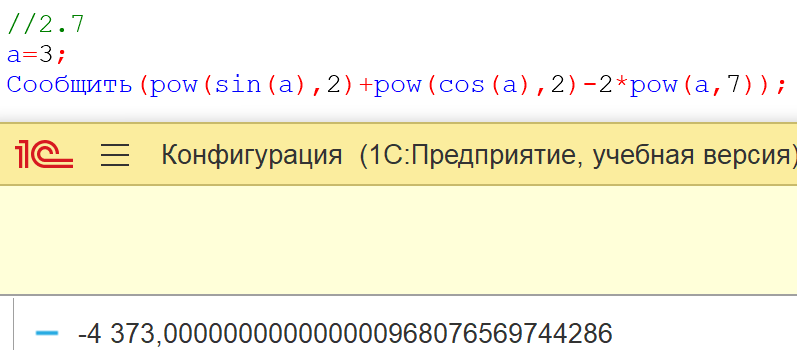 //2.7
a=3;
Сообщить(pow(sin(a),2)+pow(cos(a),2)-2*pow(a,7));
1С Конфигурация (1С:Предприятие, учебная версия)
-4 373,000000000000000968076569744286